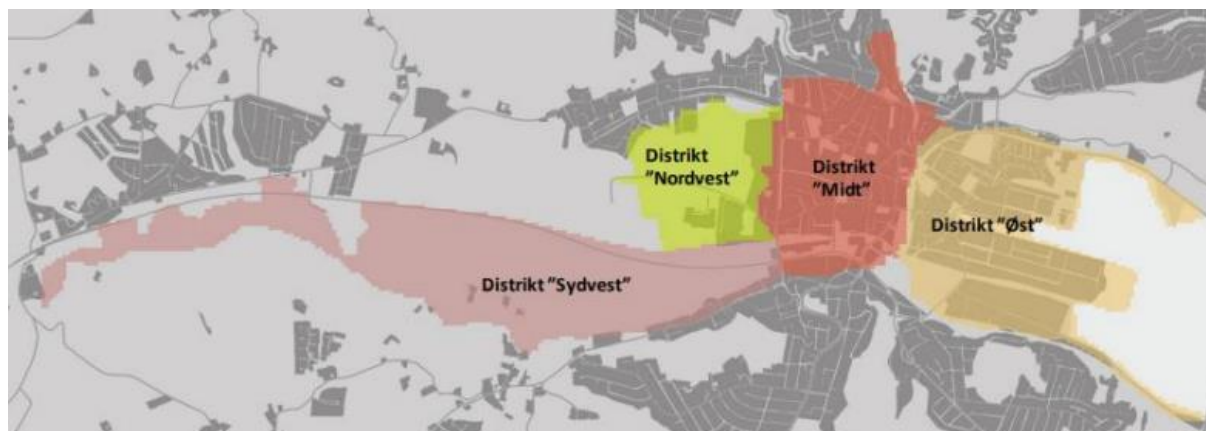 Distrikt
”Nordvest”
Distrikt
”Midt”
Distrikt ”Øst”
Distrikt ”Sydvest”